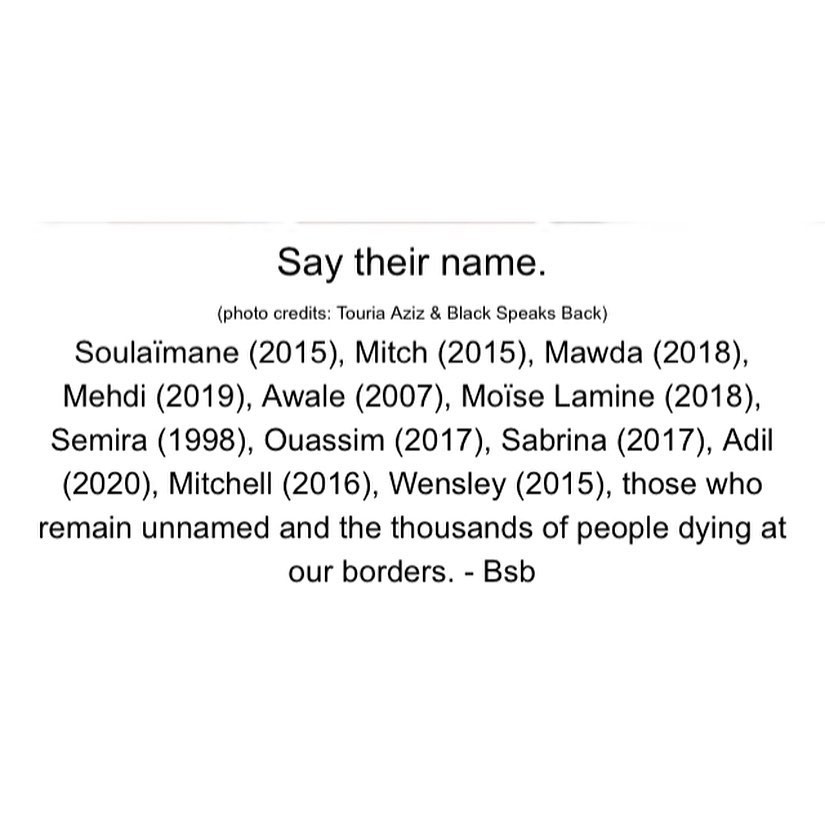 Say their name.
(photo credits: Touria Aziz & Black Speaks Back)
Soulaïmane (2015), Mitch (2015), Mawda (2018),
Mehdi (2019), Awale (2007), Moïse Lamine (2018),
Semira (1998), Ouassim (2017), Sabrina (2017), Adil
(2020), Mitchell (2016), Wensley (2015), those who
remain unnamed and the thousands of people dying at
our borders. - Bsb